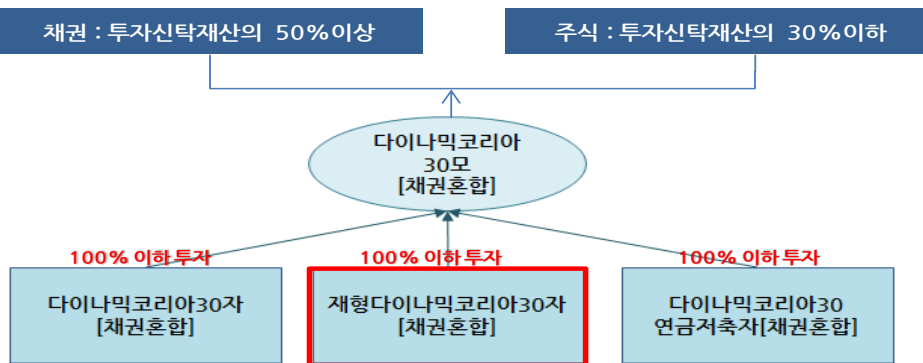 채권 : 투자신탁재산의 50%이상
주식 : 투자신탁재산의 30%이하
다이나믹코리아
30모
[채권혼합]
100% 이하 투자
100% 이하 투자
100% 이하 투자
다이나믹코리아30자
[채권혼합]
재형다이나믹코리아30자
[채권혼합]
다이나믹코리아30
연금저축자[채권혼합]